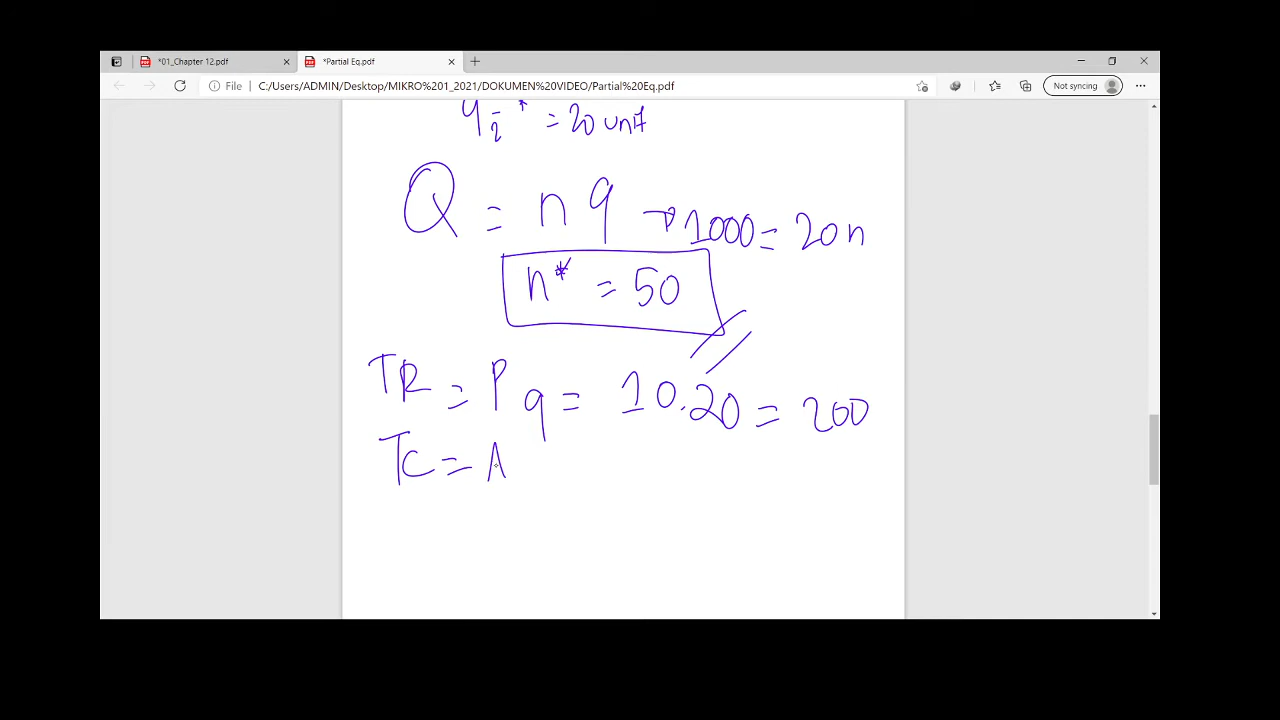 *01_Chapter 12.pdf
*Partial Eq.pdf
File
C:/Users/ADMIN/Desktop/MIKRO%201_2021/DOKUMEN%20VIDEO/Partial%20Eq.pdf
Not syncing
* = 20 unit
Q = n q → 1000 = 20n
n* = 50
TR = P q = 10.20 = 200
TC = A